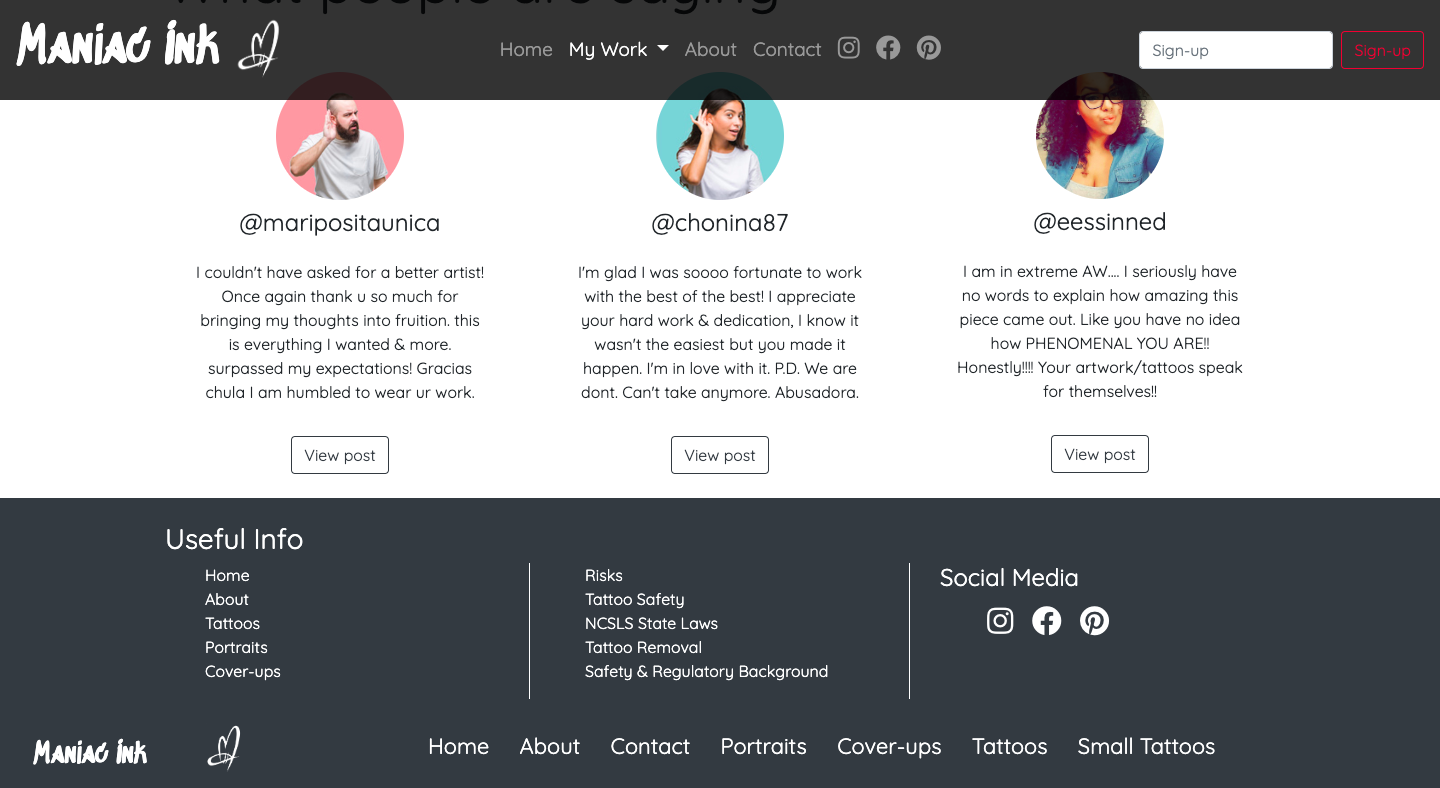 What people are saying
Maniac Ink
Home My Work About Contact
Sign-up Sign-up
@maripositaunica
I couldn't have asked for a better artist!
Once again thank u so much for
bringing my thoughts into fruition. this
is everything I wanted & more.
surpassed my expectations! Gracias
chula I am humbled to wear ur work.
View post
@chonina87
I'm glad I was soooo fortunate to work
with the best of the best! I appreciate
your hard work & dedication, I know it
wasn't the easiest but you made it
happen. I'm in love with it. P.D. We are
dont. Can't take anymore. Abusadora.
View post
@eessinned
I am in extreme AW.... I seriously have
no words to explain how amazing this
piece came out. Like you have no idea
how PHENOMENAL YOU ARE!!
Honestly!!!! Your artwork/tattoos speak
for themselves!!
View post
Useful Info
Home
About
Tattoos
Portraits
Cover-ups
Risks
Tattoo Safety
NCSLS State Laws
Tattoo Removal
Safety & Regulatory Background
Social Media
Maniac Ink
Home About Contact Portraits Cover-ups Tattoos Small Tattoos